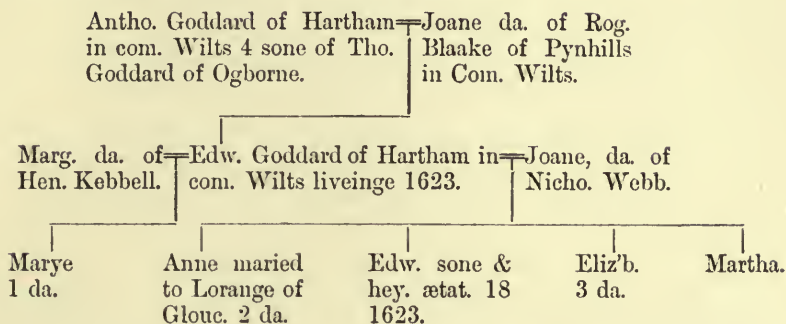 Antho. Goddard of Hartham
in com. Wilts 4 sone of Tho.
Goddard of Ogborne.
Joane da. of Rog.
Blaake of Pynhills
in Com. Wilts.
Marg. da. of
Hen. Kebbell.
Edw. Goddard of Hartham in
com. Wilts liveinge 1623.
Joane, da. of
Nicho. Webb.
Marye
1 da.
Anne maried
to Lorange of
Glouc. 2 da.
Edw. sone &
hey. ætat. 18
1623.
Eliz'b.
3 da.
Martha.